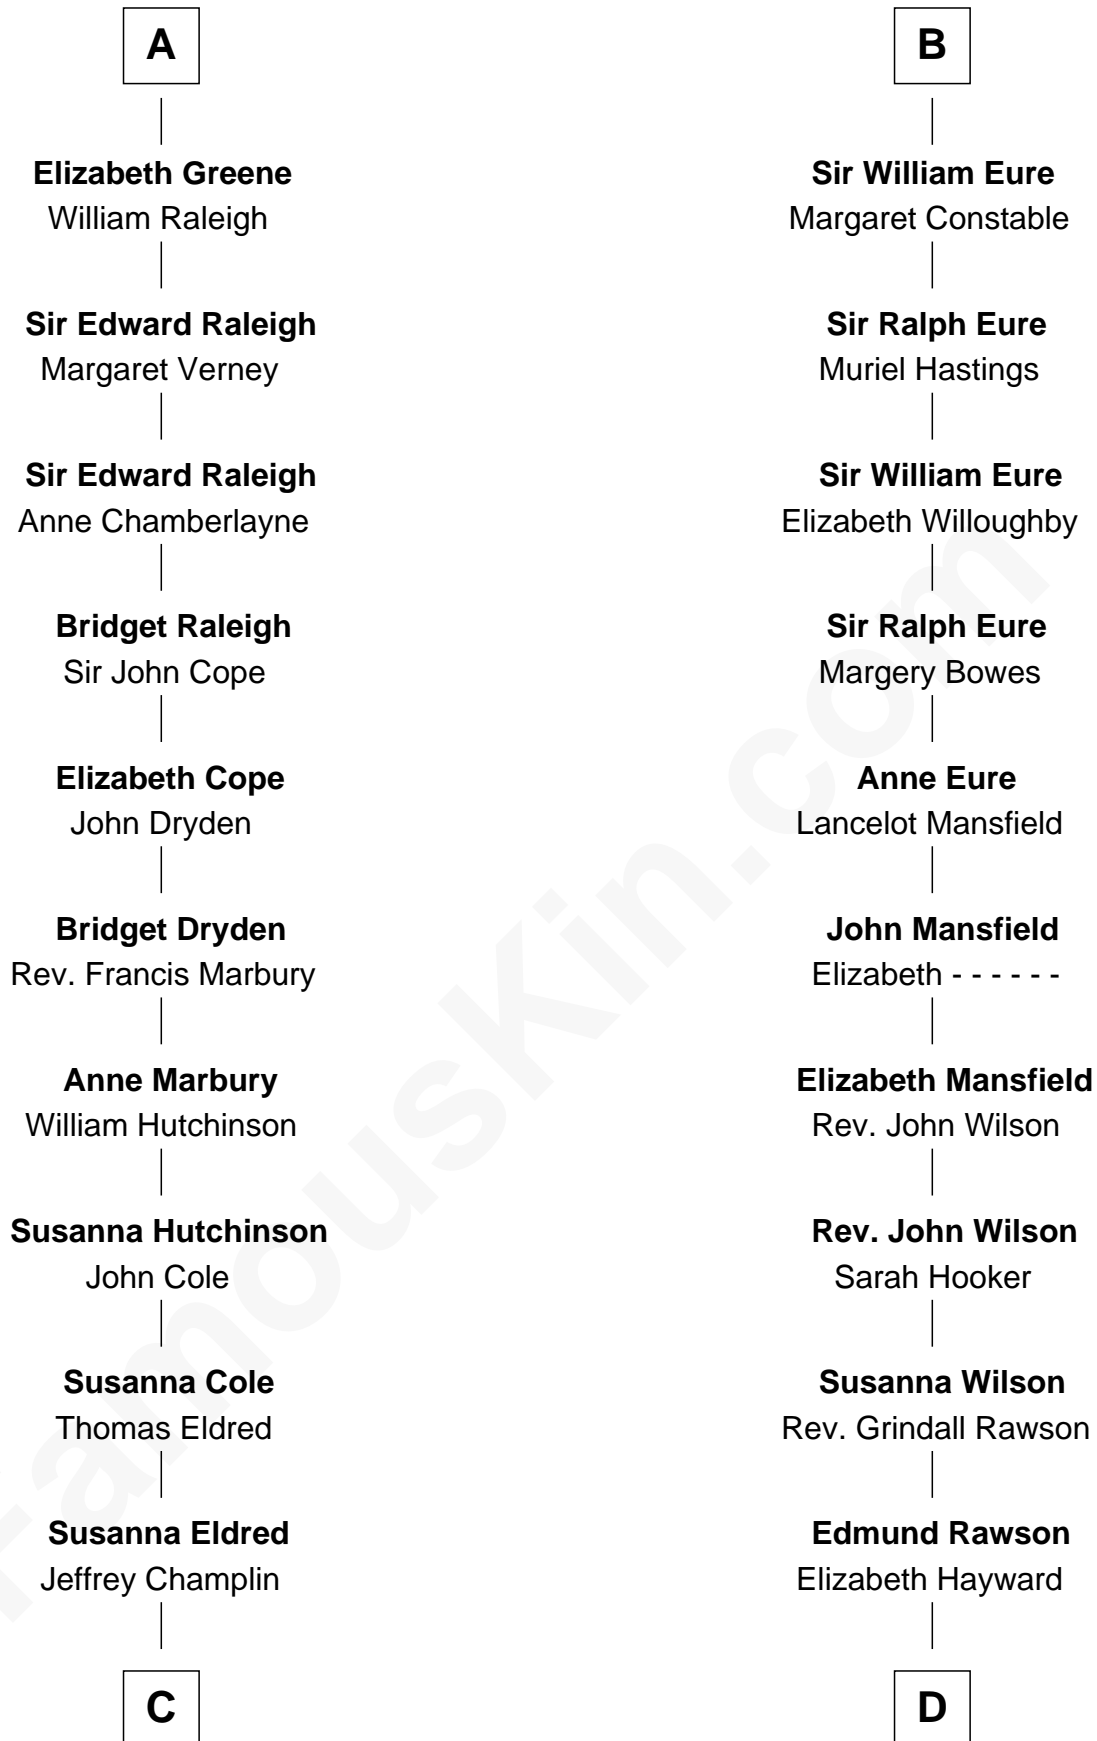 A
Elizabeth Greene
William Raleigh
Sir Edward Raleigh
Margaret Verney
Sir Edward Raleigh
Anne Chamberlayne
Bridget Raleigh
Sir John Cope
Elizabeth Cope
John Dryden
Bridget Dryden
Rev. Francis Marbury
Anne Marbury
William Hutchinson
Susanna Hutchinson
John Cole
Susanna Cole
Thomas Eldred
Susanna Eldred
Jeffrey Champlin
C
B
Sir William Eure
Margaret Constable
Sir Ralph Eure
Muriel Hastings
Sir William Eure
Elizabeth Willoughby
Sir Ralph Eure
Margery Bowes
Anne Eure
Lancelot Mansfield
John Mansfield
Elizabeth - - - - - -
Elizabeth Mansfield
Rev. John Wilson
Rev. John Wilson
Sarah Hooker
Susanna Wilson
Rev. Grindall Rawson
Edmund Rawson
Elizabeth Hayward
D
FamousKin.com